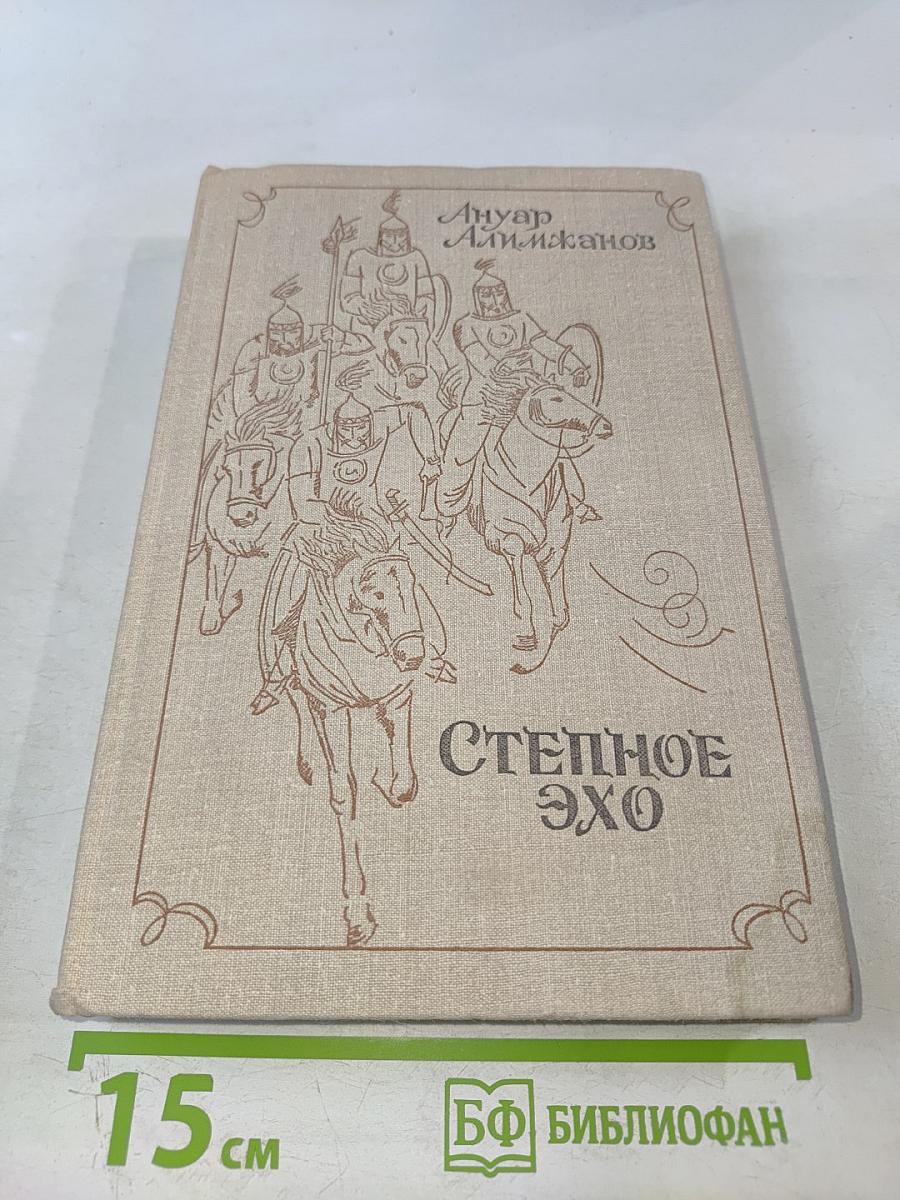 Ануар
Алимжанов
Степное
эхо
15 см
БФ БИБЛИОФАН